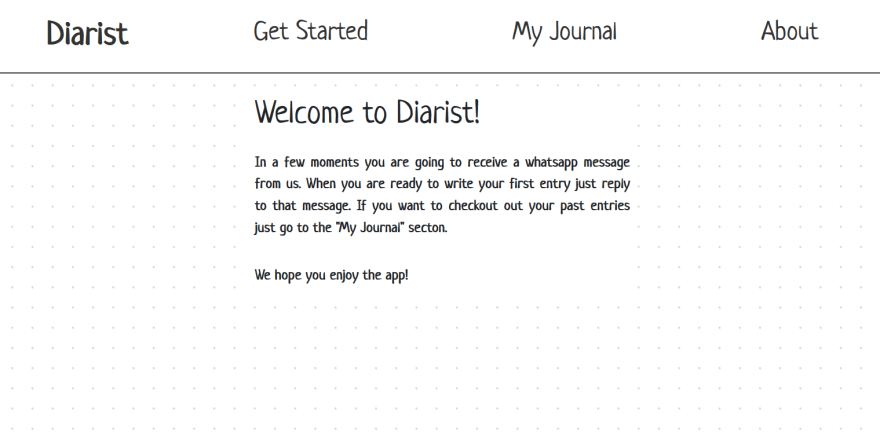 Diarist
Get Started
My Journal
About
Welcome to Diarist!
In a few moments you are going to receive a whatsapp message
from us. When you are ready to write your first entry just reply
to that message. If you want to checkout out your past entries
just go to the "My Journal" secton.
We hope you enjoy the app!